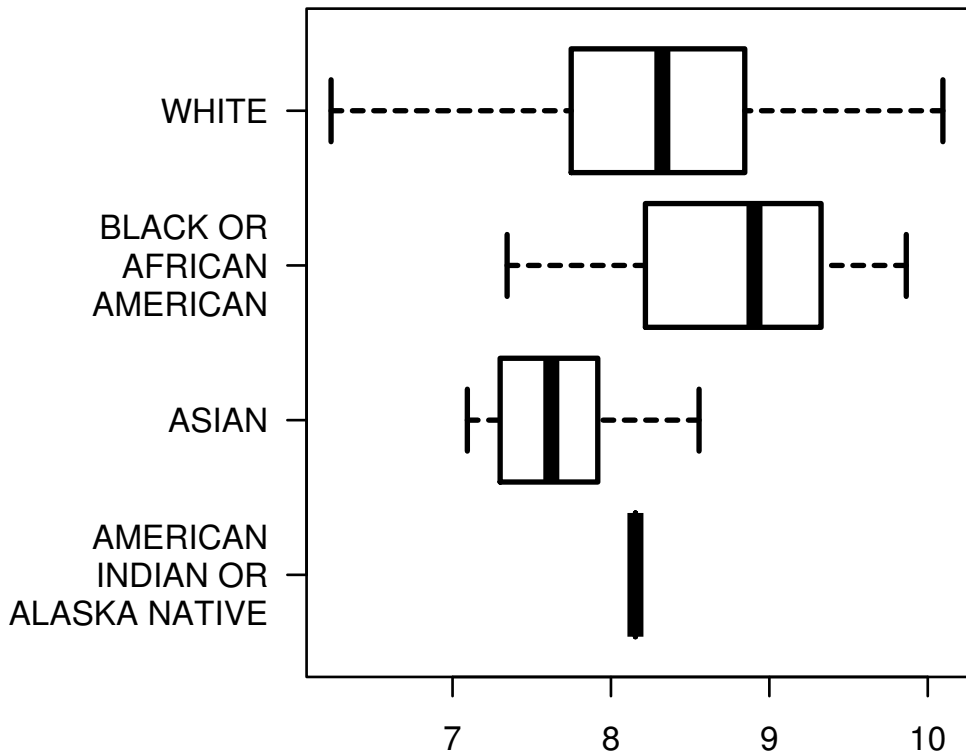 WHITE
BLACK OR
AFRICAN
AMERICAN
ASIAN
AMERICAN
INDIAN OR
ALASKA NATIVE
7 8 9 10